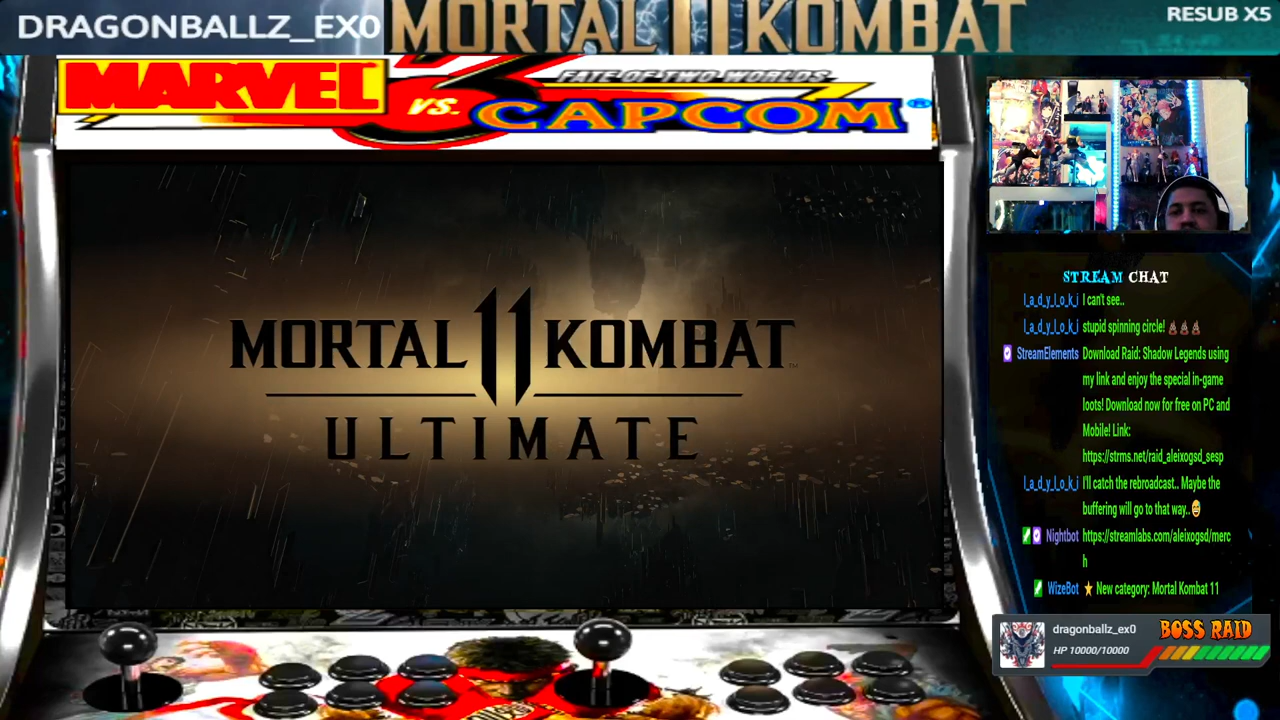 DRAGONBALLZ_EX0
MORTAL 11 KOMBAT
RESUB X5
MARVEL VS. CAPCOM® 3
FATE OF TWO WORLDS
MORTAL 11 KOMBAT™
ULTIMATE
STREAM CHAT
l_a_d_y_l_o_k_i I can't see..
l_a_d_y_l_o_k_i stupid spinning circle! 💩💩💩
StreamElements Download Raid: Shadow Legends using
my link and enjoy the special in-game
loots! Download now for free on PC and
Mobile! Link:
https://strms.net/raid_aleixogsd_sesp
l_a_d_y_l_o_k_i I'll catch the rebroadcast.. Maybe the
buffering will go to that way..😅
Nightbot https://streamlabs.com/aleixogsd/merc
h
WizeBot ⭐ New category: Mortal Kombat 11
dragonballz_ex0
BOSS RAID
HP 10000/10000